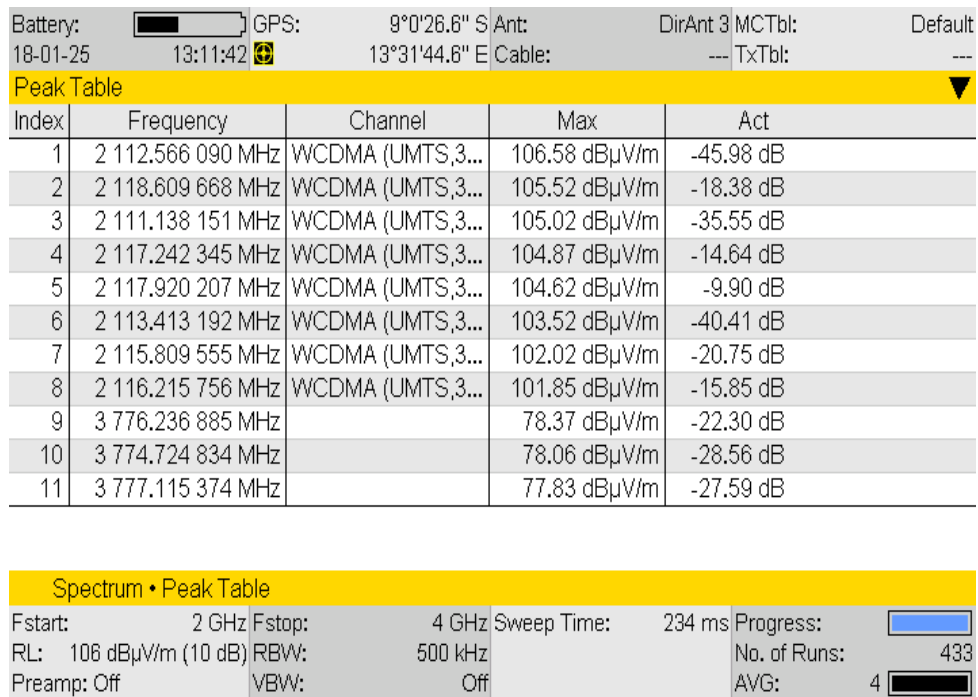 Battery: GPS: 9°0'26.6" S Ant: DirAnt 3 MCTbl: Default
18-01-25 13:11:42 13°31'44.6" E Cable: --- TxTbl: ---
Peak Table
Index Frequency Channel Max Act
1 2 112.566 090 MHz WCDMA (UMTS,3... 106.58 dBµV/m -45.98 dB
2 2 118.609 668 MHz WCDMA (UMTS,3... 105.52 dBµV/m -18.38 dB
3 2 111.138 151 MHz WCDMA (UMTS,3... 105.02 dBµV/m -35.55 dB
4 2 117.242 345 MHz WCDMA (UMTS,3... 104.87 dBµV/m -14.64 dB
5 2 117.920 207 MHz WCDMA (UMTS,3... 104.62 dBµV/m -9.90 dB
6 2 113.413 192 MHz WCDMA (UMTS,3... 103.52 dBµV/m -40.41 dB
7 2 115.809 555 MHz WCDMA (UMTS,3... 102.02 dBµV/m -20.75 dB
8 2 116.215 756 MHz WCDMA (UMTS,3... 101.85 dBµV/m -15.85 dB
9 3 776.236 885 MHz 78.37 dBµV/m -22.30 dB
10 3 774.724 834 MHz 78.06 dBµV/m -28.56 dB
11 3 777.115 374 MHz 77.83 dBµV/m -27.59 dB
Spectrum • Peak Table
Fstart: 2 GHz Fstop: 4 GHz Sweep Time: 234 ms Progress:
RL: 106 dBµV/m (10 dB) RBW: 500 kHz No. of Runs: 433
Preamp: Off VBW: Off AVG: 4